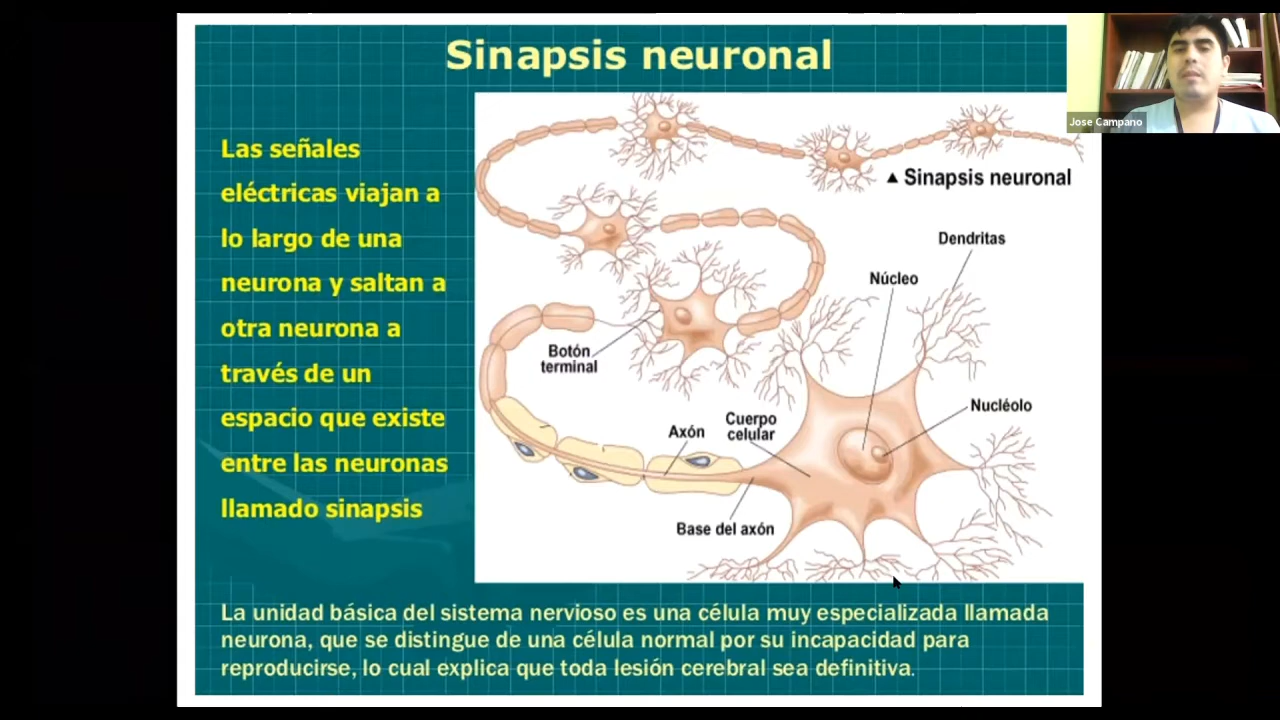 Sinapsis neuronal
Jose Campano
Las señales
eléctricas viajan a
lo largo de una
neurona y saltan a
otra neurona a
través de un
espacio que existe
entre las neuronas
llamado sinapsis
▲ Sinapsis neuronal
Dendritas
Núcleo
Botón
terminal
Nucléolo
Cuerpo
celular
Axón
Base del axón
La unidad básica del sistema nervioso es una célula muy especializada llamada
neurona, que se distingue de una célula normal por su incapacidad para
reproducirse, lo cual explica que toda lesión cerebral sea definitiva.